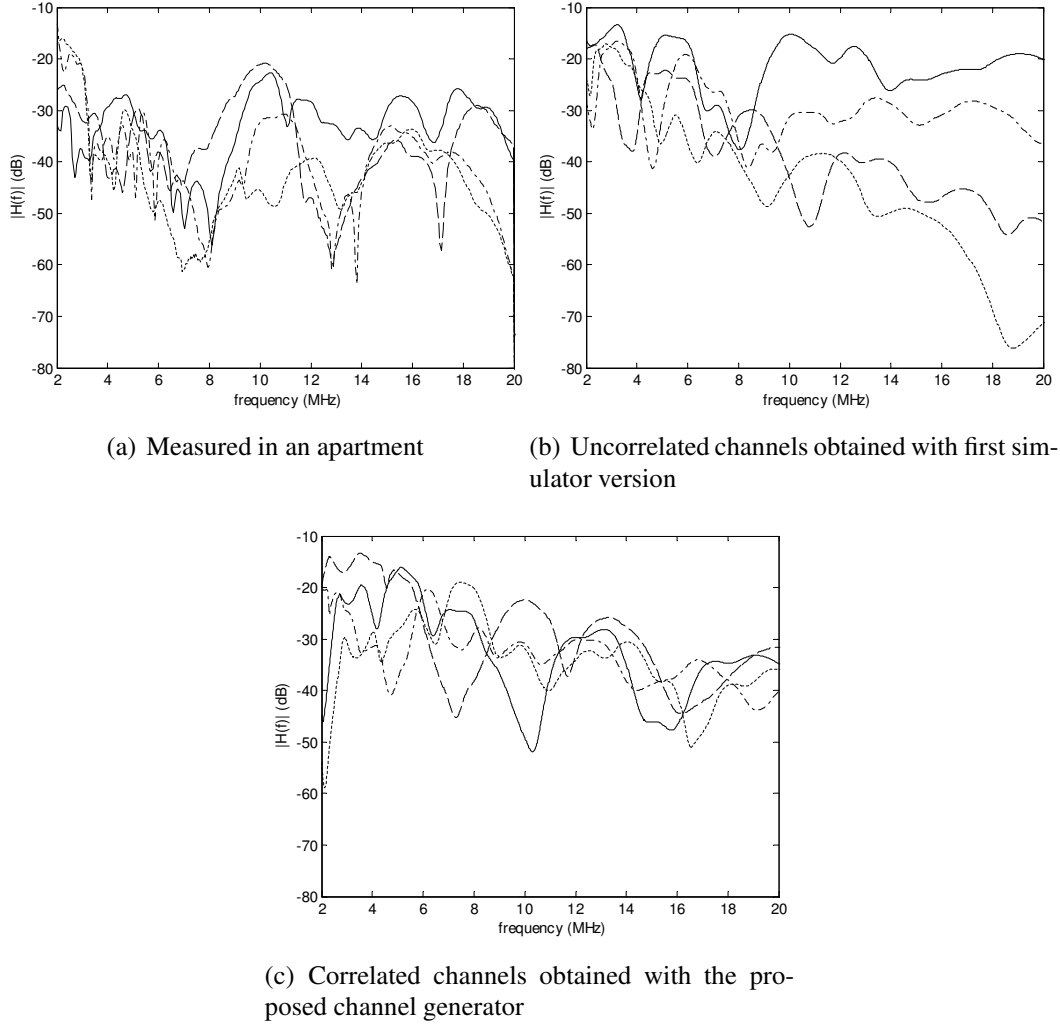 -10
-20
-30
-40
-50
-60
-70
-80
|H(f)| (dB)
2 4 6 8 10 12 14 16 18 20
frequency (MHz)
(a) Measured in an apartment
-10
-20
-30
-40
-50
-60
-70
-80
|H(f)| (dB)
2 4 6 8 10 12 14 16 18 20
frequency (MHz)
(b) Uncorrelated channels obtained with first sim-
ulator version
-10
-20
-30
-40
-50
-60
-70
-80
|H(f)| (dB)
2 4 6 8 10 12 14 16 18 20
frequency (MHz)
(c) Correlated channels obtained with the pro-
posed channel generator